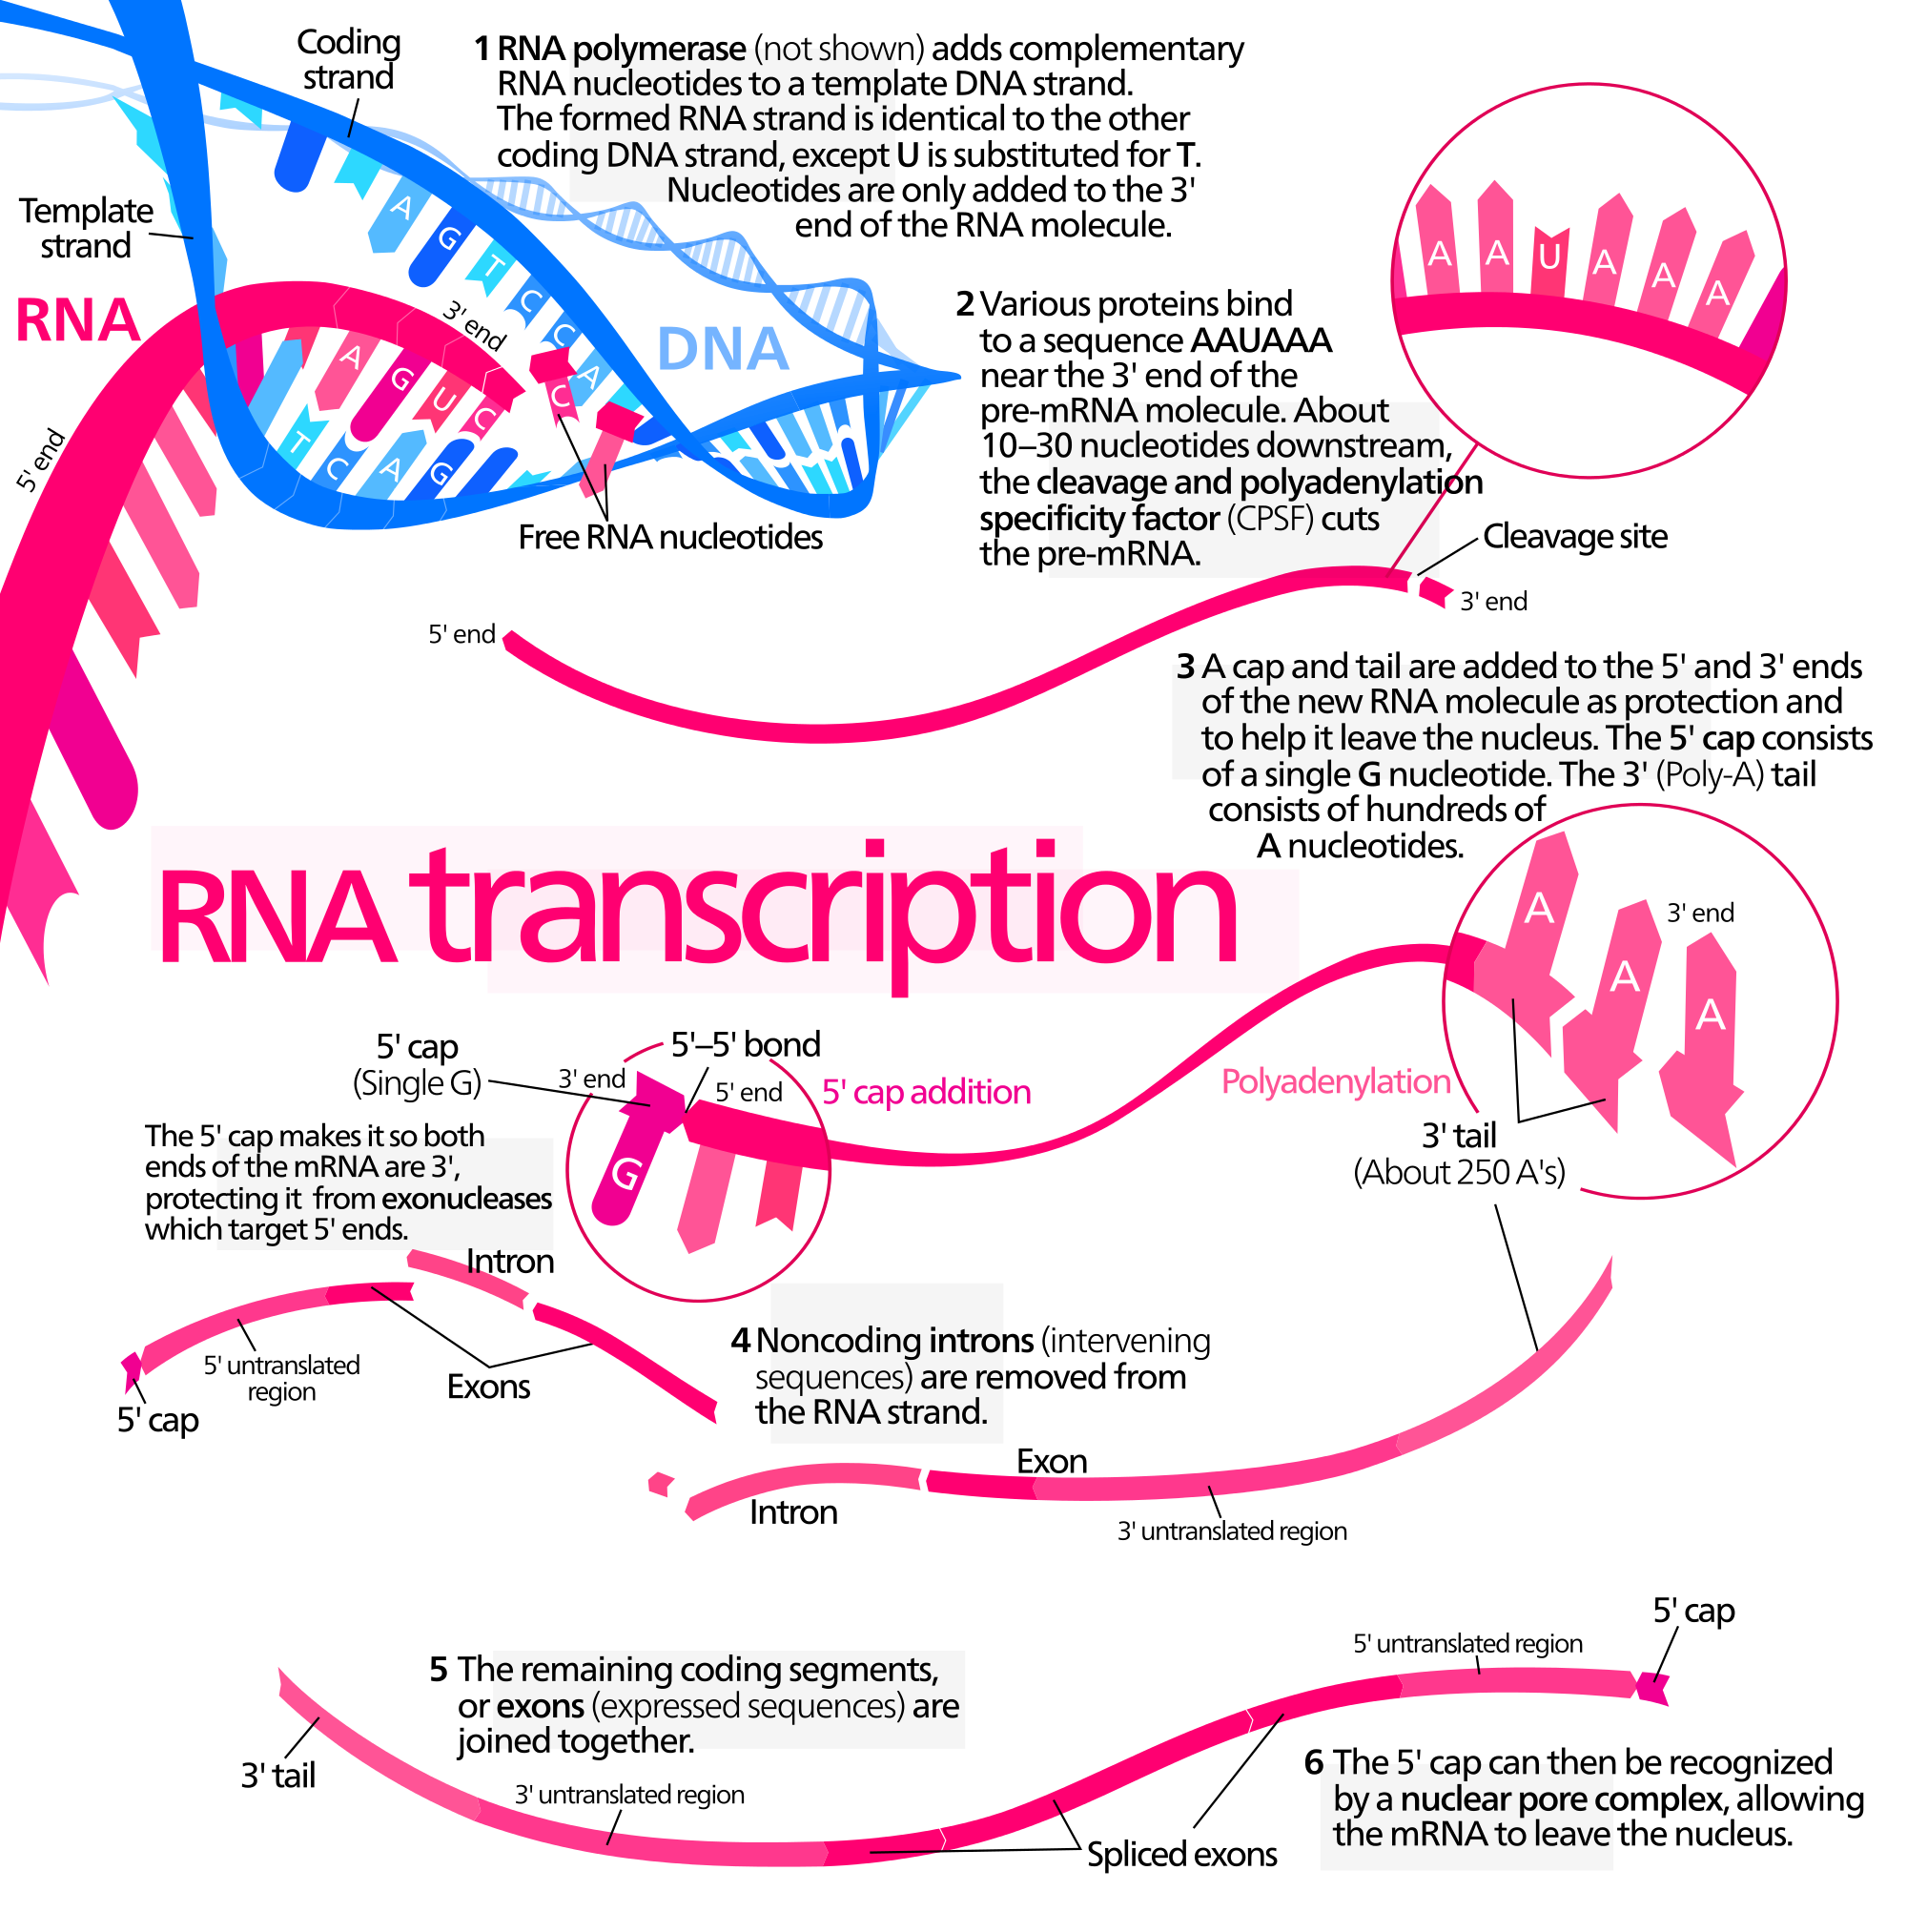 Coding
strand
1 RNA polymerase (not shown) adds complementary
RNA nucleotides to a template DNA strand.
The formed RNA strand is identical to the other
coding DNA strand, except U is substituted for T.
Nucleotides are only added to the 3'
end of the RNA molecule.
Template
strand
RNA
DNA
5' end
3' end
A
G
T
C
C
A
A
G
U
C
C
T
C
A
G
Free RNA nucleotides
2 Various proteins bind
to a sequence AAUAAA
near the 3' end of the
pre-mRNA molecule. About
10–30 nucleotides downstream,
the cleavage and polyadenylation
specificity factor (CPSF) cuts
the pre-mRNA.
A A U A A A
Cleavage site
3' end
5' end
3 A cap and tail are added to the 5' and 3' ends
of the new RNA molecule as protection and
to help it leave the nucleus. The 5' cap consists
of a single G nucleotide. The 3' (Poly-A) tail
consists of hundreds of
A nucleotides.
RNA transcription
A
A
A
3' end
5' cap
(Single G)
5'–5' bond
3' end
5' end
G
5' cap addition
Polyadenylation
3' tail
(About 250 A's)
The 5' cap makes it so both
ends of the mRNA are 3',
protecting it from exonucleases
which target 5' ends.
Intron
5' untranslated
region
Exons
5' cap
4 Noncoding introns (intervening
sequences) are removed from
the RNA strand.
Exon
Intron
3' untranslated region
5' cap
5' untranslated region
5 The remaining coding segments,
or exons (expressed sequences) are
joined together.
3' tail
3' untranslated region
Spliced exons
6 The 5' cap can then be recognized
by a nuclear pore complex, allowing
the mRNA to leave the nucleus.